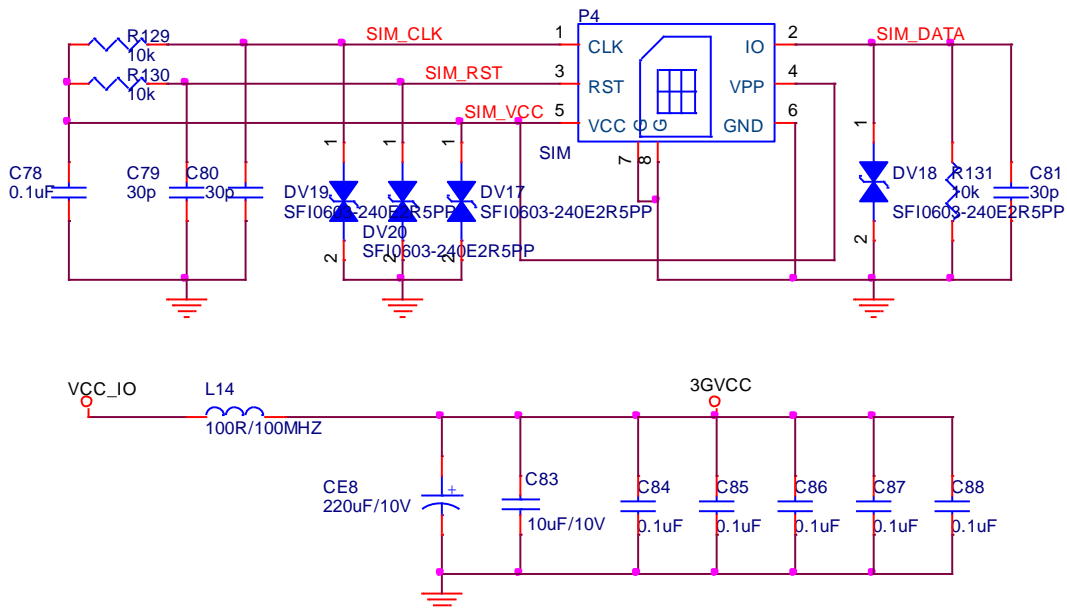 P4
R129
10k
SIM_CLK
1
CLK
IO
2
SIM_DATA
R130
10k
SIM_RST
3
RST
VPP
4
SIM_VCC
5
VCC
G
G
GND
6
SIM
7
8
C78
0.1uF
C79
30p
C80
30p
1
1
1
DV19
SFI0603-240E2R5PP
DV20
SFI0603-240E2R5PP
DV17
SFI0603-240E2R5PP
2
2
2
1
DV18
SFI0603-240E2R5PP
2
R131
10k
C81
30p
VCC_IO
L14
100R/100MHZ
3GVCC
CE8
220uF/10V
+
C83
10uF/10V
C84
0.1uF
C85
0.1uF
C86
0.1uF
C87
0.1uF
C88
0.1uF